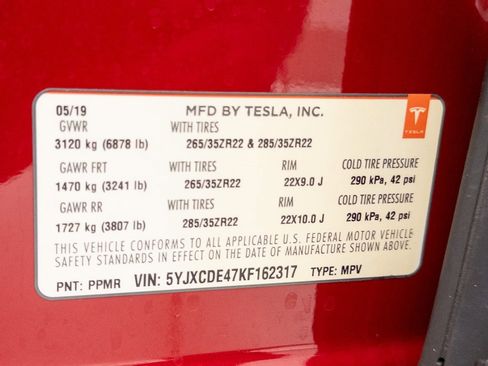 05/19 MFD BY TESLA, INC.
GVWR WITH TIRES
3120 kg (6878 lb) 265/35ZR22 & 285/35ZR22
GAWR FRT WITH TIRES RIM COLD TIRE PRESSURE
1470 kg (3241 lb) 265/35ZR22 22X9.0 J 290 kPa, 42 psi
GAWR RR WITH TIRES RIM COLD TIRE PRESSURE
1727 kg (3807 lb) 285/35ZR22 22X10.0 J 290 kPa, 42 psi
THIS VEHICLE CONFORMS TO ALL APPLICABLE U.S. FEDERAL MOTOR VEHICLE
SAFETY STANDARDS IN EFFECT ON THE DATE OF MANUFACTURE SHOWN ABOVE.
PNT: PPMR VIN: 5YJXCDE47KF162317 TYPE: MPV
TESLA